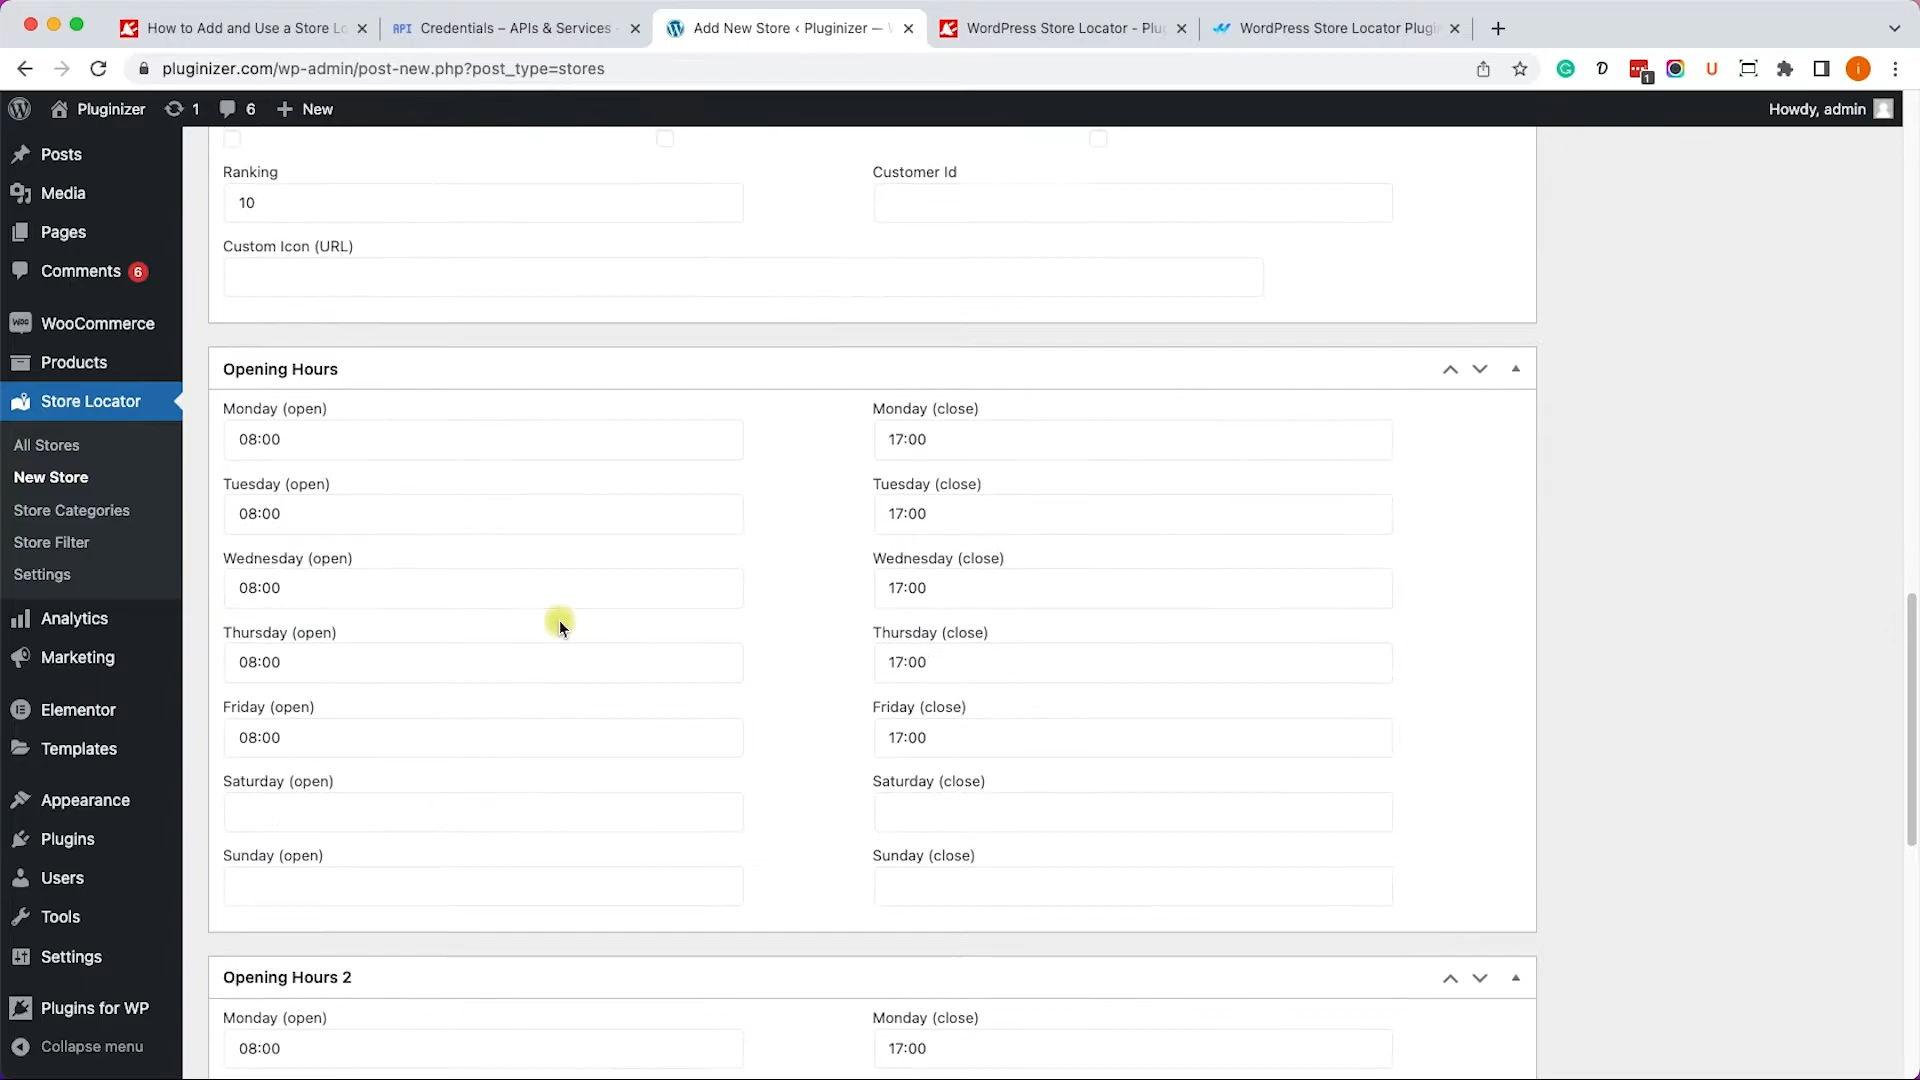 How to Add and Use a Store Lo
API Credentials – APIs & Services -
Add New Store ‹ Pluginizer —
WordPress Store Locator - Plu
WordPress Store Locator Plugi
pluginizer.com/wp-admin/post-new.php?post_type=stores
1
i
Pluginizer
1
6
New
Howdy, admin
Posts
Media
Pages
Comments 6
WooCommerce
Products
Store Locator
All Stores
New Store
Store Categories
Store Filter
Settings
Analytics
Marketing
Elementor
Templates
Appearance
Plugins
Users
Tools
Settings
Plugins for WP
Collapse menu
Ranking
10
Customer Id
Custom Icon (URL)
Opening Hours
Monday (open)
08:00
Monday (close)
17:00
Tuesday (open)
08:00
Tuesday (close)
17:00
Wednesday (open)
08:00
Wednesday (close)
17:00
Thursday (open)
08:00
Thursday (close)
17:00
Friday (open)
08:00
Friday (close)
17:00
Saturday (open)
Saturday (close)
Sunday (open)
Sunday (close)
Opening Hours 2
Monday (open)
08:00
Monday (close)
17:00